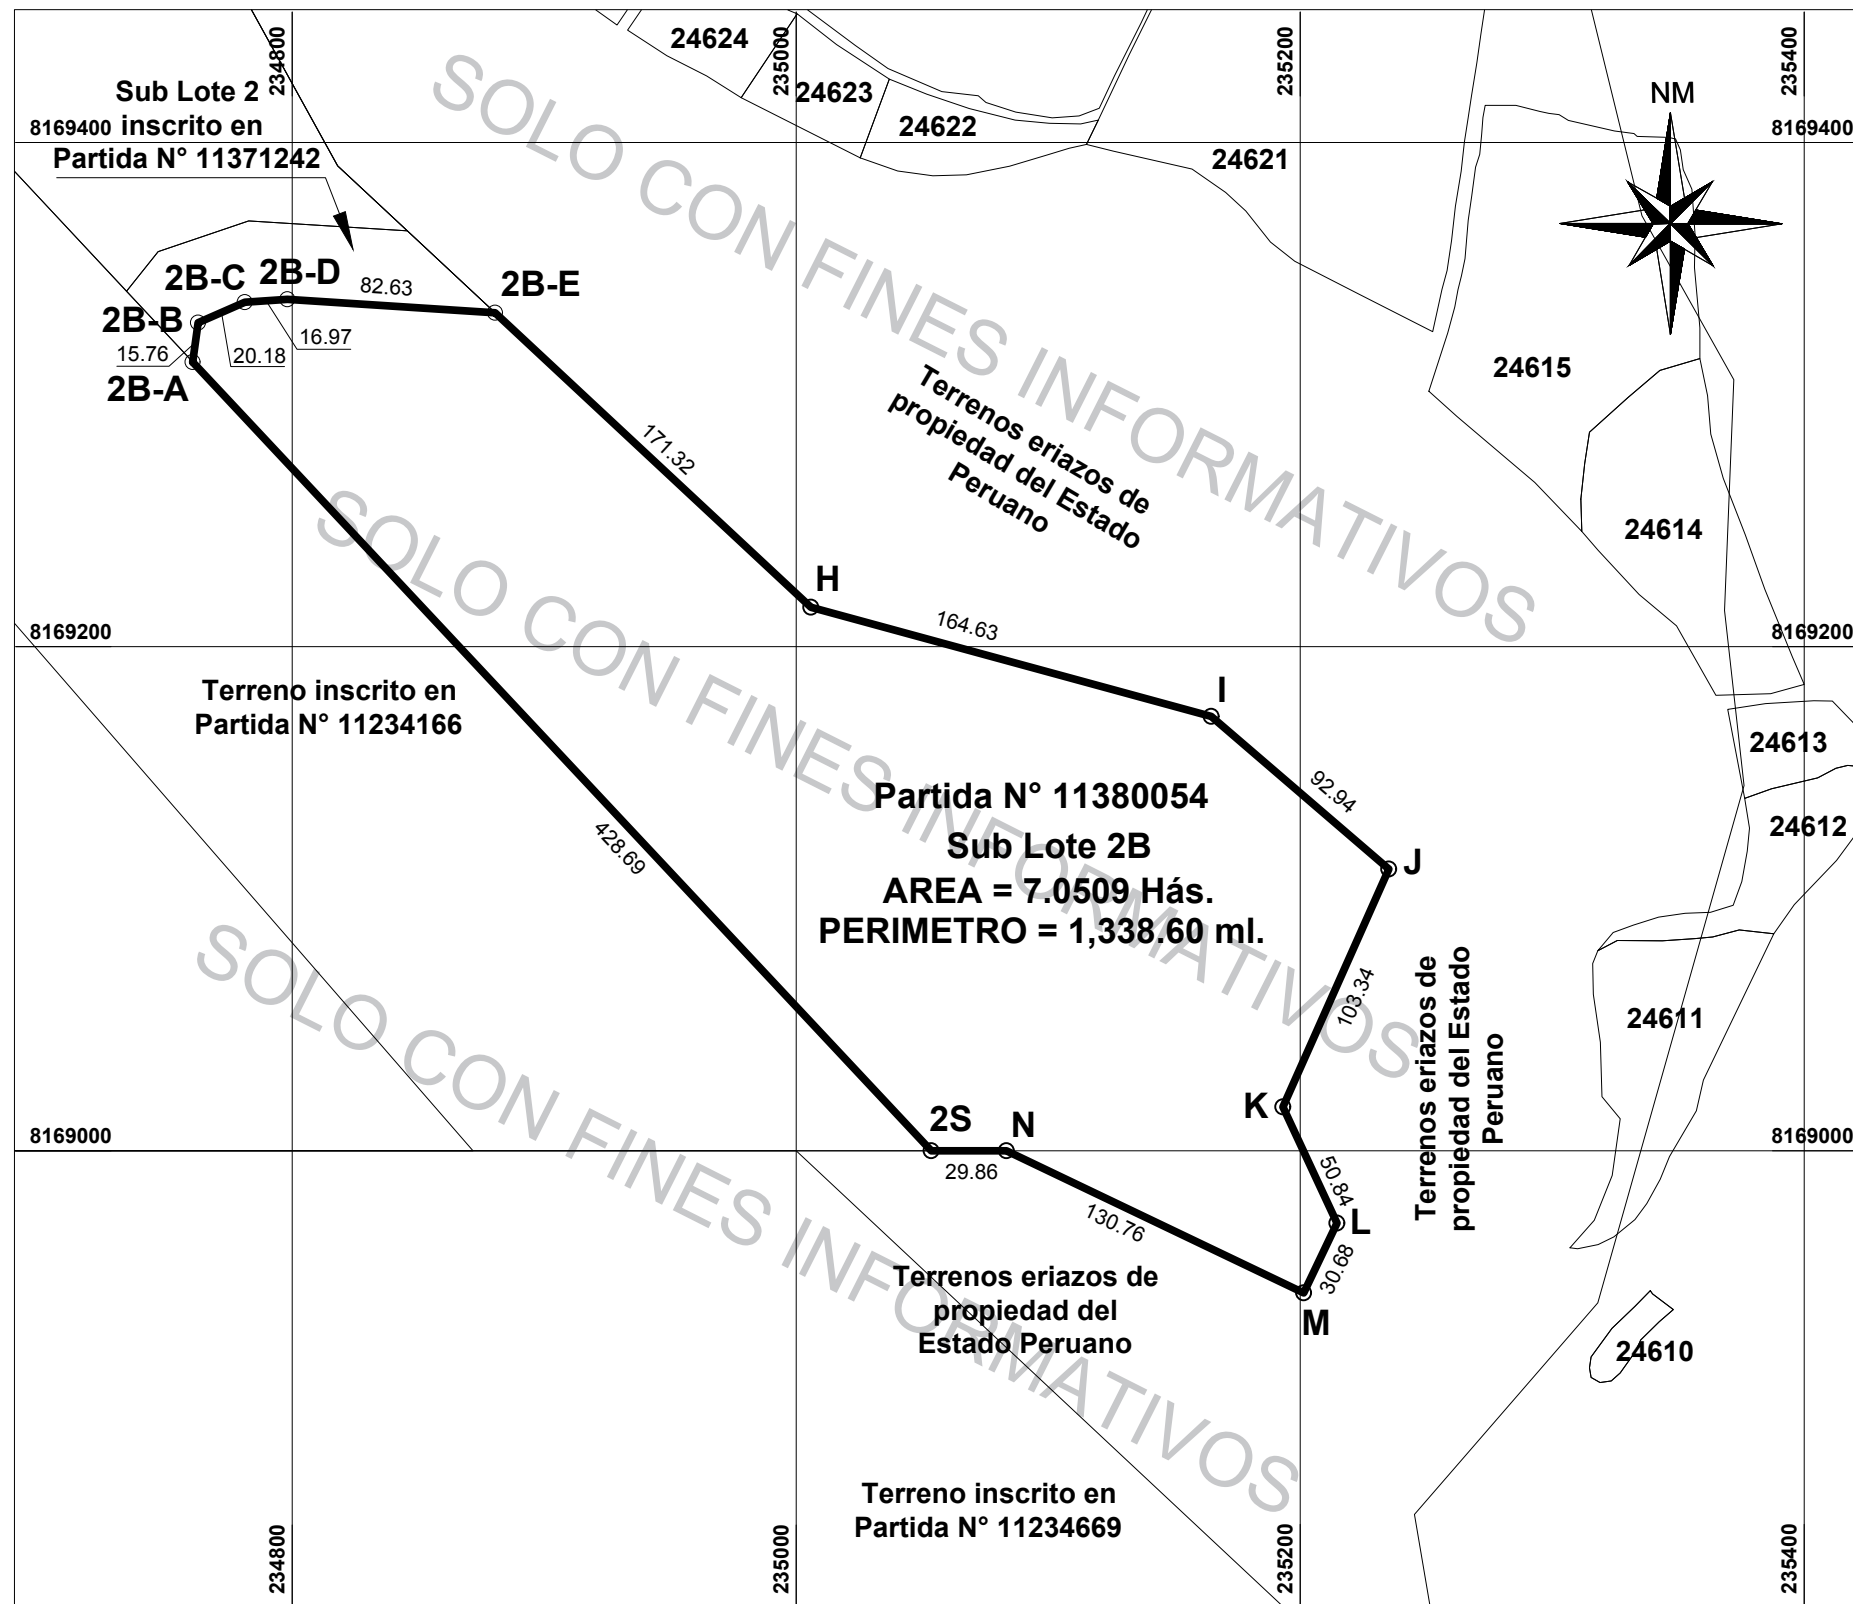 234800
235000
235200
235400
24624
24623
24622
24621
NM
Sub Lote 2
inscrito en
Partida N° 11371242
8169400
8169400
2B-C
2B-D
2B-E
2B-B
2B-A
82.63
16.97
20.18
15.76
24615
24614
171.32
Terrenos eriazos de
propiedad del Estado
Peruano
H
164.63
8169200
8169200
I
Terreno inscrito en
Partida N° 11234166
24613
24612
92.94
428.69
Partida N° 11380054
Sub Lote 2B
AREA = 7.0509 Hás.
PERIMETRO = 1,338.60 ml.
J
103.34
Terrenos eriazos de
propiedad del Estado
Peruano
24611
K
2S
N
8169000
8169000
29.86
50.84
L
130.76
30.68
M
Terrenos eriazos de
propiedad del
Estado Peruano
24610
Terreno inscrito en
Partida N° 11234669
234800
235000
235200
235400
SOLO CON FINES INFORMATIVOS
SOLO CON FINES INFORMATIVOS
SOLO CON FINES INFORMATIVOS